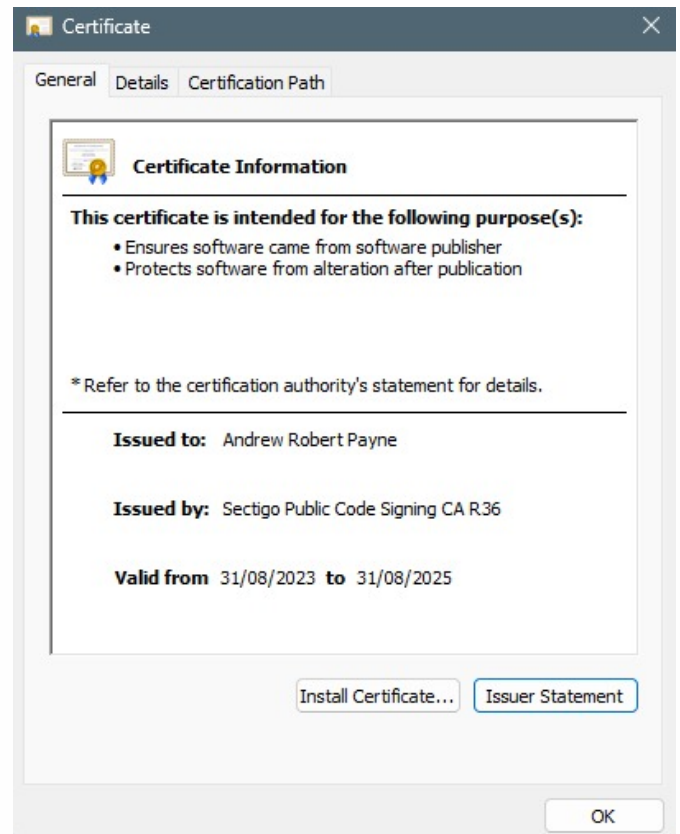 Certificate
General Details Certification Path
Certificate Information
This certificate is intended for the following purpose(s):
• Ensures software came from software publisher
• Protects software from alteration after publication
* Refer to the certification authority's statement for details.
Issued to: Andrew Robert Payne
Issued by: Sectigo Public Code Signing CA R36
Valid from 31/08/2023 to 31/08/2025
Install Certificate... Issuer Statement
OK